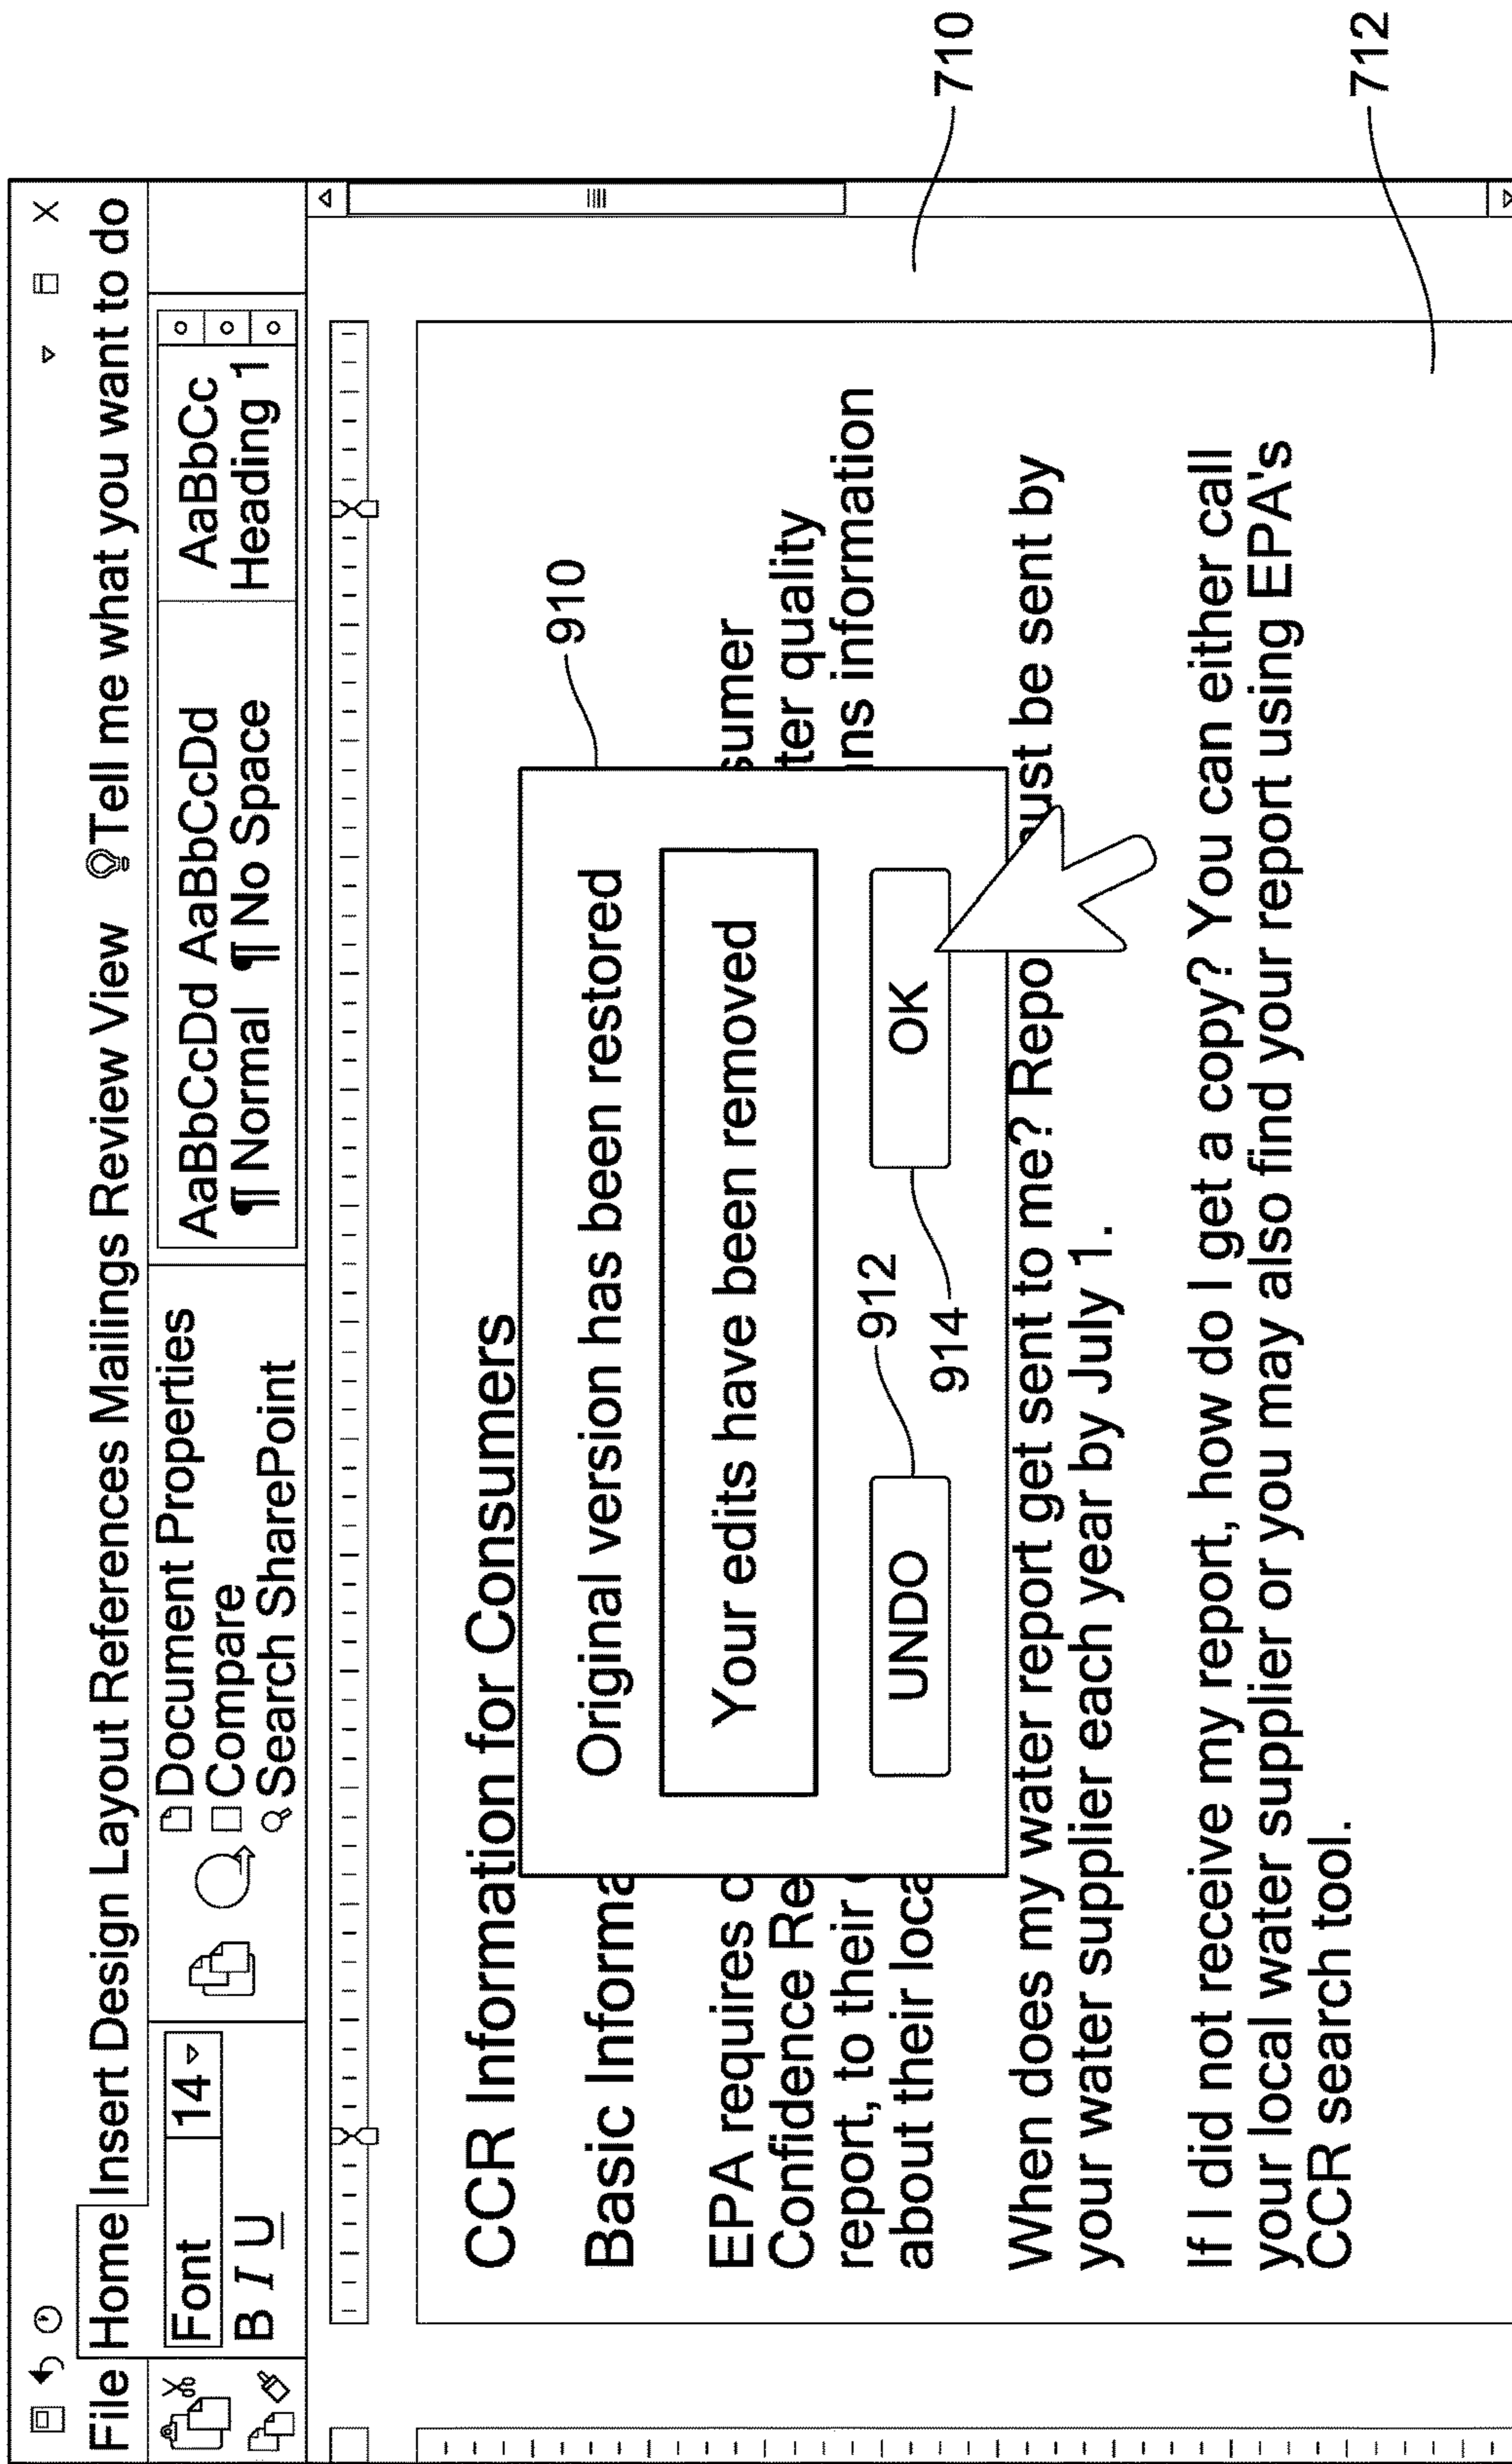 File Home Insert Design Layout References Mailings Review View Tell me what you want to do
Font 14
B I U
Document Properties
Compare
Search SharePoint
AaBbCcDd AaBbCcDd AaBbCc
¶ Normal ¶ No Space Heading 1
CCR Information for Consumers
910
Basic Informa
Original version has been restored
Your edits have been removed
UNDO
OK
912
914
EPA requires c
sumer
Confidence Re
ter quality
report, to their
ns information
about their loca
When does my water report get sent to me? Repo ust be sent by
your water supplier each year by July 1.
If I did not receive my report, how do I get a copy? You can either call
your local water supplier or you may also find your report using EPA's
CCR search tool.
710
712